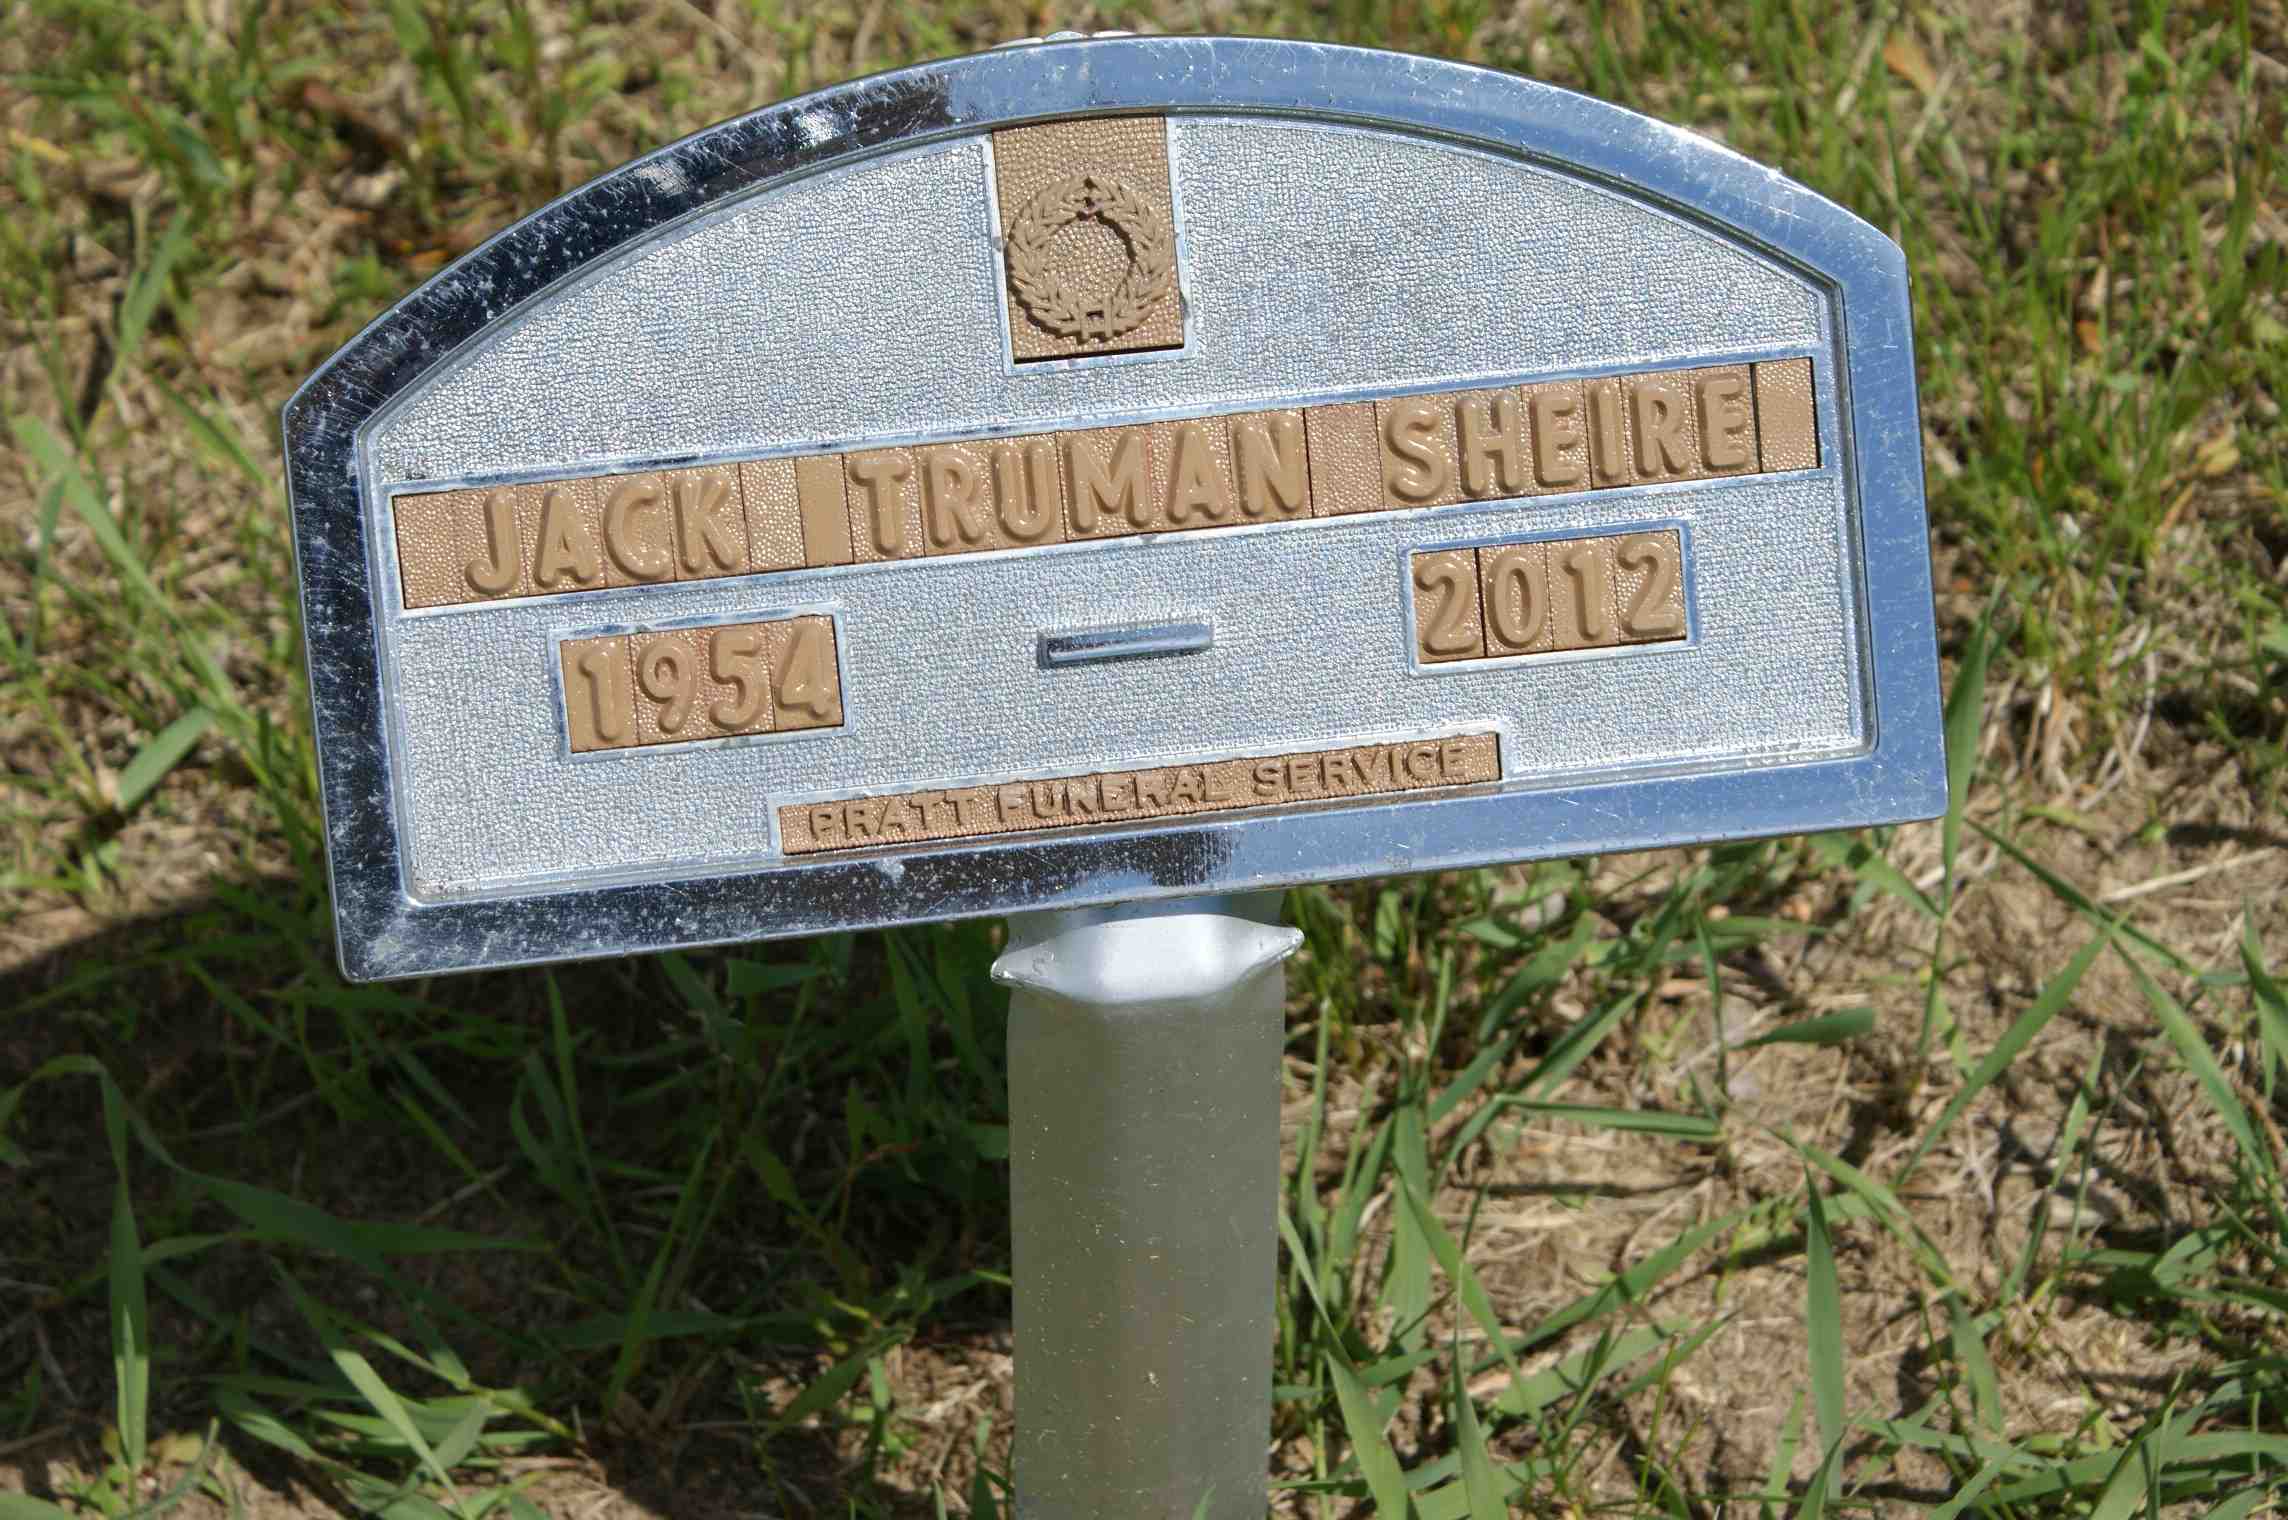 JACK TRUMAN SHEIRE
1954 — 2012
PRATT FUNERAL SERVICE